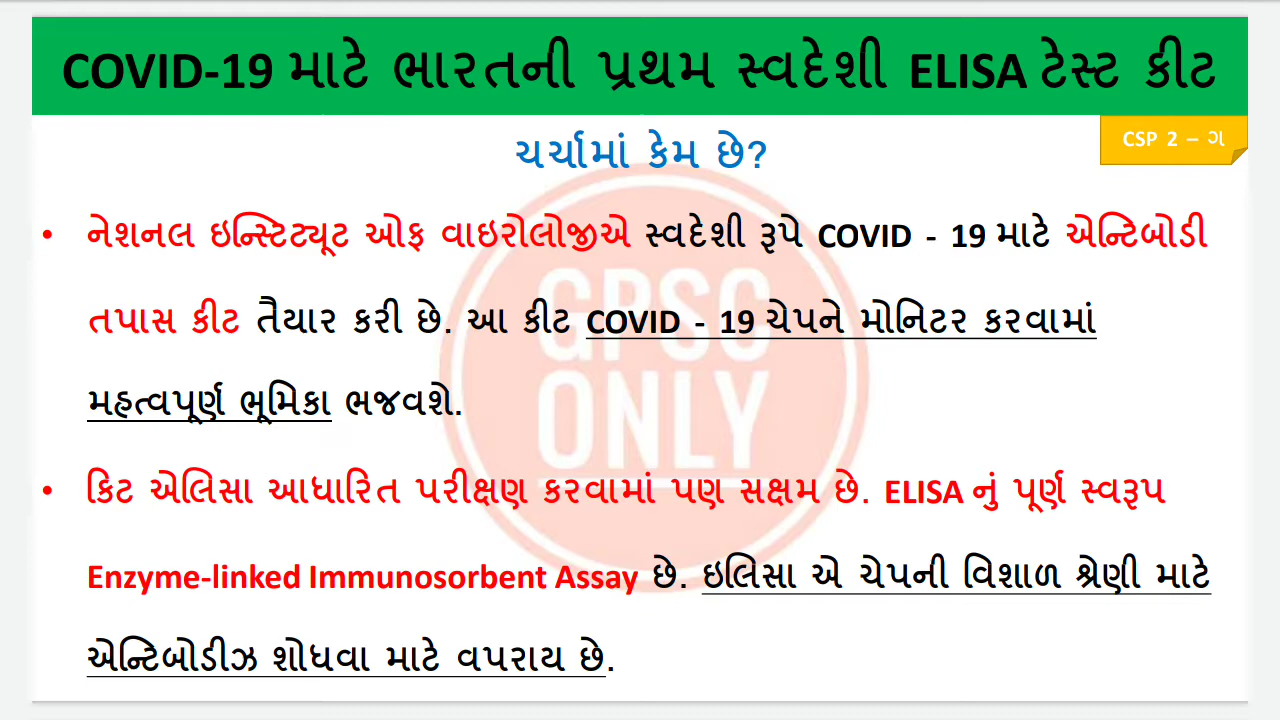 COVID-19 માટે ભારતની પ્રથમ સ્વદેશી ELISA ટેસ્ટ કીટ
ચર્ચામાં કેમ છે?
CSP 2 – ગ
• નેશનલ ઇન્સ્ટિટ્યૂટ ઓફ વાઇરોલોજીએ સ્વદેશી રૂપે COVID - 19 માટે એન્ટિબોડી
તપાસ કીટ તૈયાર કરી છે. આ કીટ COVID - 19 ચેપને મોનિટર કરવામાં
મહત્વપૂર્ણ ભૂમિકા ભજવશે.
• કિટ એલિસા આધારિત પરીક્ષણ કરવામાં પણ સક્ષમ છે. ELISA નું પૂર્ણ સ્વરૂપ
Enzyme-linked Immunosorbent Assay છે. ઇલિસા એ ચેપની વિશાળ શ્રેણી માટે
એન્ટિબોડીઝ શોધવા માટે વપરાય છે.
GPSC
ONLY